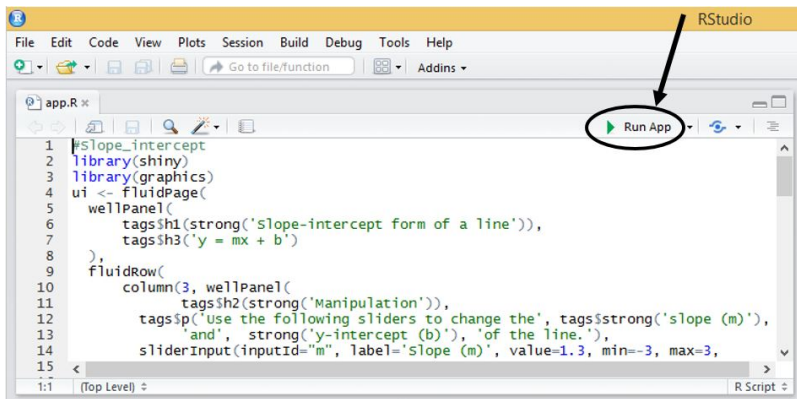 RStudio
File Edit Code View Plots Session Build Debug Tools Help
Go to file/function Addins
app.R
Run App
1 #Slope_intercept
2 library(shiny)
3 library(graphics)
4 ui <- fluidPage(
5 wellPanel(
6 tags$h1(strong('Slope-intercept form of a line')),
7 tags$h3('y = mx + b')
8 ),
9 fluidRow(
10 column(3, wellPanel(
11 tags$h2(strong('Manipulation')),
12 tags$p('Use the following sliders to change the', tags$strong('slope (m)'),
13 'and', strong('y-intercept (b)'), 'of the line.'),
14 sliderInput(inputId="m", label='Slope (m)', value=1.3, min=-3, max=3,
15
1:1 (Top Level) R Script